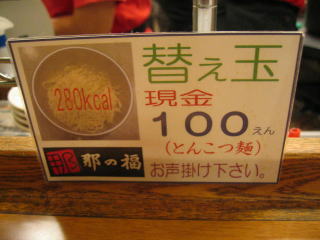 替え玉
280kcal
現金
100えん
(とんこつ麺)
那 那の福
お声掛け下さい。